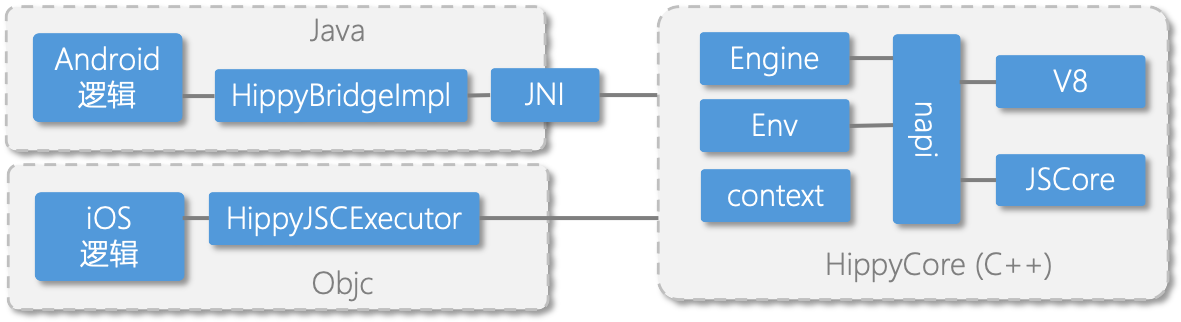 Java
Android
逻辑
HippyBridgeImpl
JNI
iOS
逻辑
HippyJSCExecutor
Objc
Engine
Env
context
napi
V8
JSCore
HippyCore (C++)